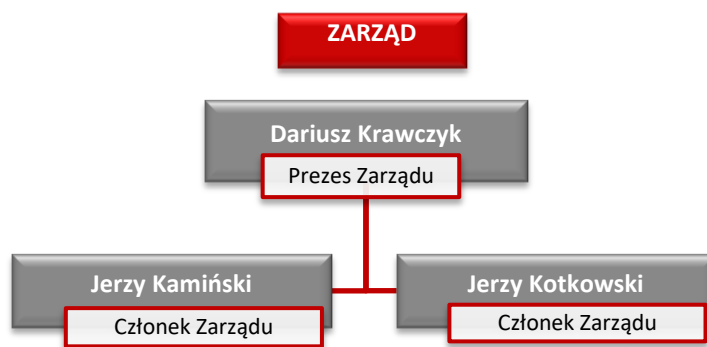 ZARZĄD
Dariusz Krawczyk
Prezes Zarządu
Jerzy Kamiński
Członek Zarządu
Jerzy Kotkowski
Członek Zarządu